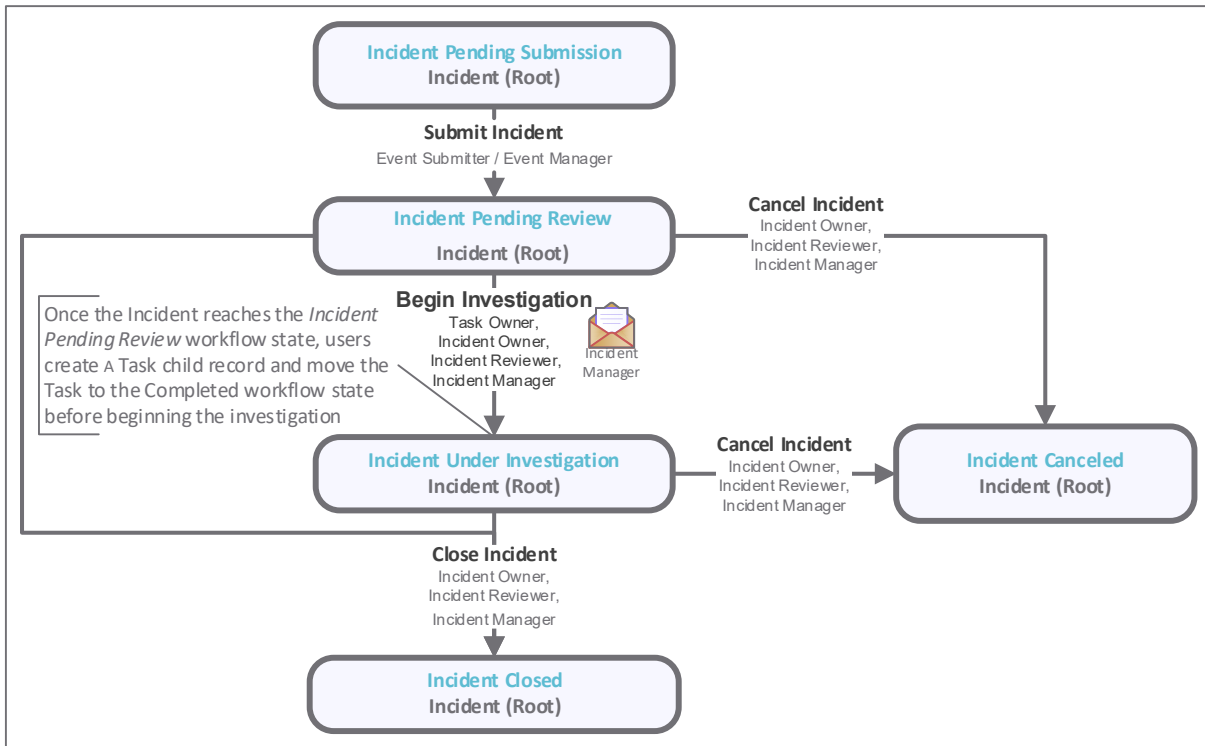 Incident Pending Submission
Incident (Root)
Submit Incident
Event Submitter / Event Manager
Incident Pending Review
Incident (Root)
Cancel Incident
Incident Owner,
Incident Reviewer,
Incident Manager
Begin Investigation
Task Owner,
Incident Owner,
Incident Reviewer,
Incident Manager
Incident
Manager
Once the Incident reaches the Incident
Pending Review workflow state, users
create A Task child record and move the
Task to the Completed workflow state
before beginning the investigation
Incident Under Investigation
Incident (Root)
Cancel Incident
Incident Owner,
Incident Reviewer,
Incident Manager
Incident Canceled
Incident (Root)
Close Incident
Incident Owner,
Incident Reviewer,
Incident Manager
Incident Closed
Incident (Root)